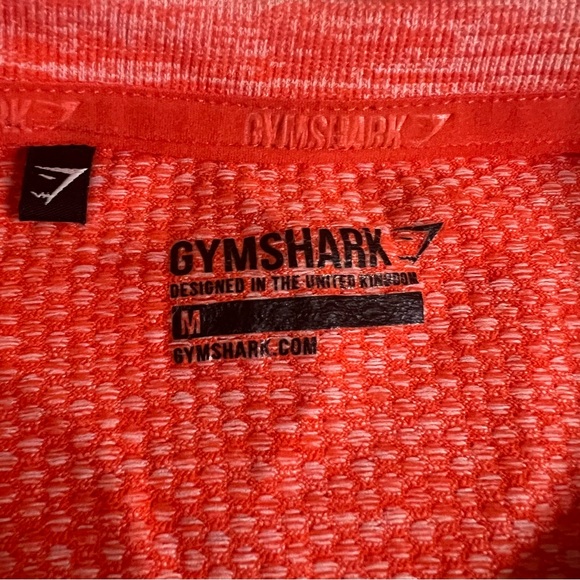 GYMSHARK
GYMSHARK
DESIGNED IN THE UNITED KINGDOM
M
GYMSHARK.COM